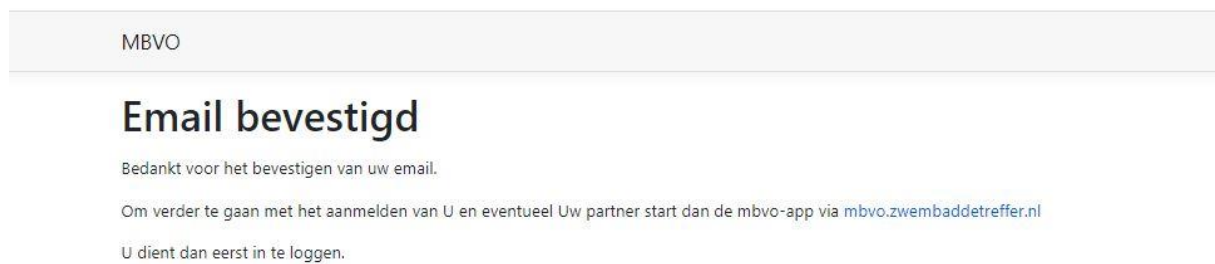 MBVO
Email bevestigd
Bedankt voor het bevestigen van uw email.
Om verder te gaan met het aanmelden van U en eventueel Uw partner start dan de mbvo-app via mbvo.zwembaddetreffer.nl
U dient dan eerst in te loggen.